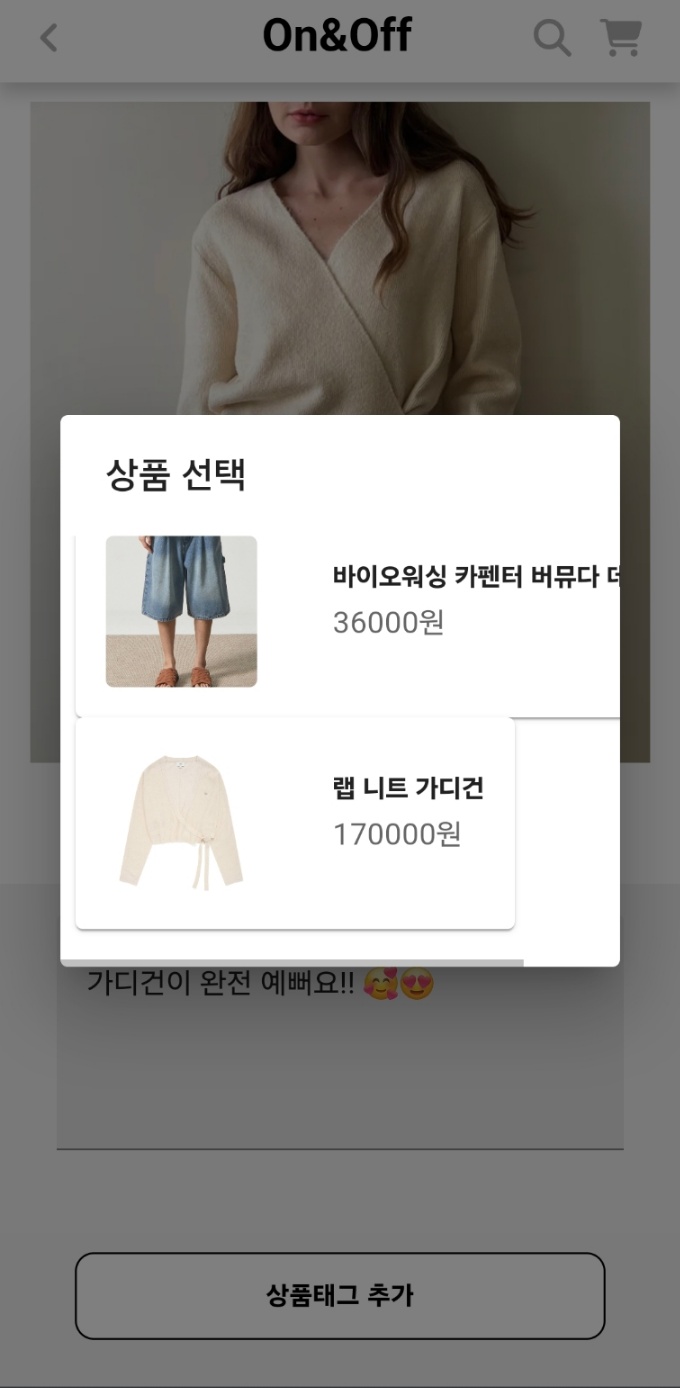 On&Off
상품 선택
바이오워싱 카펜터 버뮤다
36000원
랩 니트 가디건
170000원
가디건이 완전 예뻐요!! 🥰😍
상품태그 추가